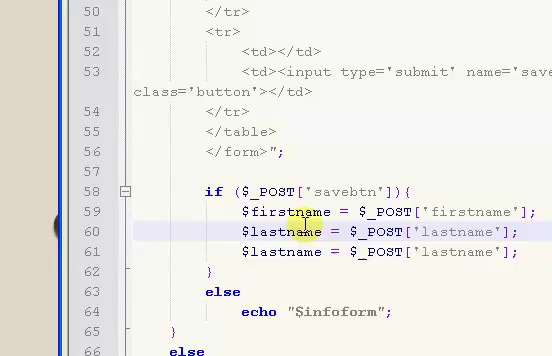 50 </tr>
51 <tr>
52 <td></td>
53 <td><input type='submit' name='save
class='button'></td>
54 </tr>
55 </table>
56 </form>";
57
58 if ($_POST['savebtn']){
59 $firstname = $_POST['firstname'];
60 $lastname = $_POST['lastname'];
61 $lastname = $_POST['lastname'];
62 }
63 else
64 echo "$infoform";
65 }
66 else